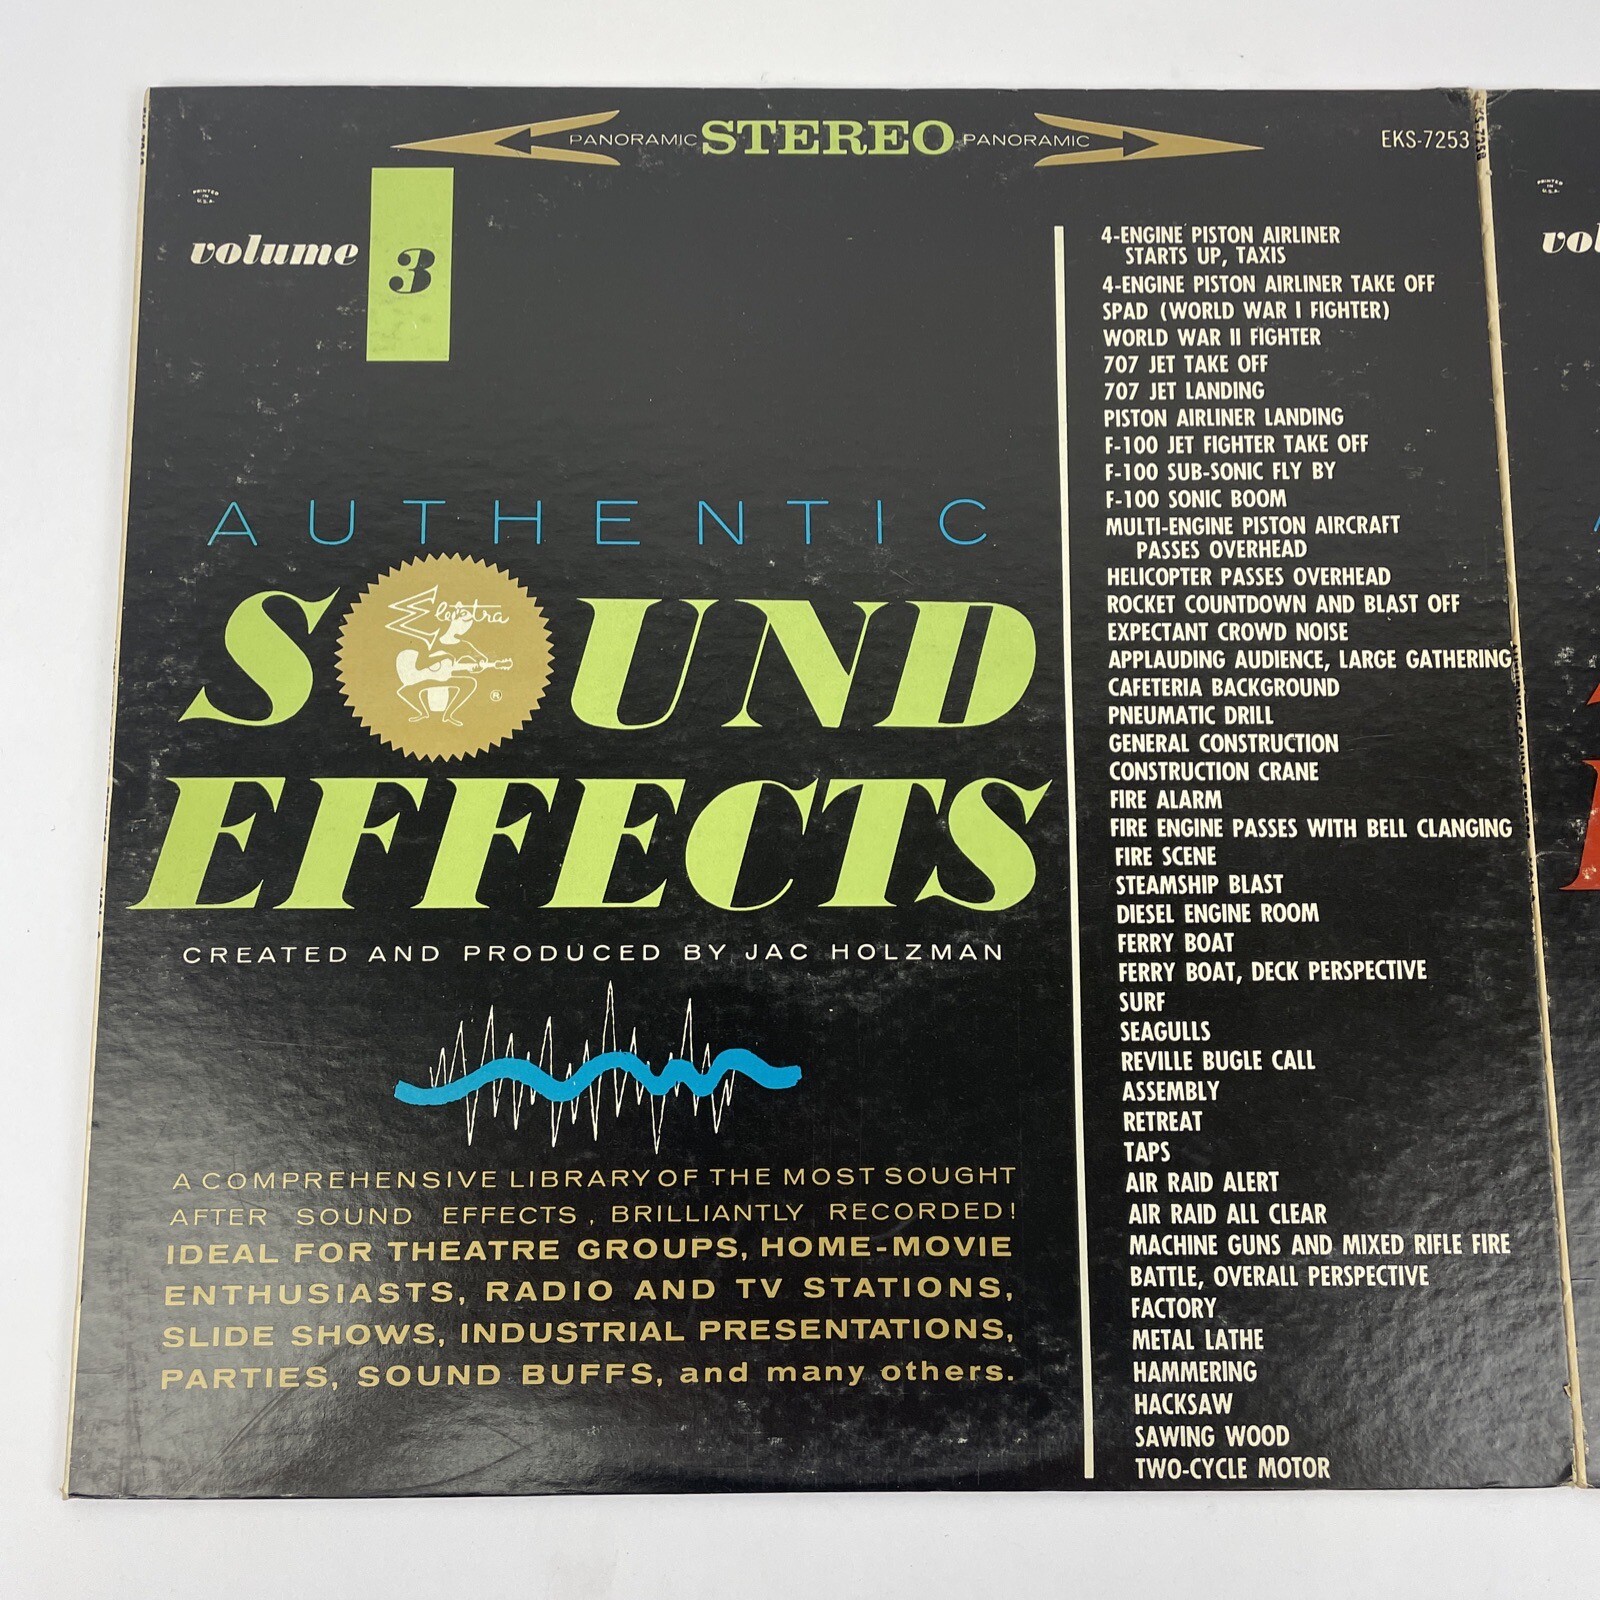 PANORAMIC STEREO PANORAMIC
EKS-7253
PRINTED
IN
U.S.A.
volume 3
AUTHENTIC
SOUND
Elektra
®
EFFECTS
CREATED AND PRODUCED BY JAC HOLZMAN
A COMPREHENSIVE LIBRARY OF THE MOST SOUGHT
AFTER SOUND EFFECTS, BRILLIANTLY RECORDED!
IDEAL FOR THEATRE GROUPS, HOME-MOVIE
ENTHUSIASTS, RADIO AND TV STATIONS,
SLIDE SHOWS, INDUSTRIAL PRESENTATIONS,
PARTIES, SOUND BUFFS, and many others.
4-ENGINE PISTON AIRLINER
STARTS UP, TAXIS
4-ENGINE PISTON AIRLINER TAKE OFF
SPAD (WORLD WAR I FIGHTER)
WORLD WAR II FIGHTER
707 JET TAKE OFF
707 JET LANDING
PISTON AIRLINER LANDING
F-100 JET FIGHTER TAKE OFF
F-100 SUB-SONIC FLY BY
F-100 SONIC BOOM
MULTI-ENGINE PISTON AIRCRAFT
PASSES OVERHEAD
HELICOPTER PASSES OVERHEAD
ROCKET COUNTDOWN AND BLAST OFF
EXPECTANT CROWD NOISE
APPLAUDING AUDIENCE, LARGE GATHERING
CAFETERIA BACKGROUND
PNEUMATIC DRILL
GENERAL CONSTRUCTION
CONSTRUCTION CRANE
FIRE ALARM
FIRE ENGINE PASSES WITH BELL CLANGING
FIRE SCENE
STEAMSHIP BLAST
DIESEL ENGINE ROOM
FERRY BOAT
FERRY BOAT, DECK PERSPECTIVE
SURF
SEAGULLS
REVILLE BUGLE CALL
ASSEMBLY
RETREAT
TAPS
AIR RAID ALERT
AIR RAID ALL CLEAR
MACHINE GUNS AND MIXED RIFLE FIRE
BATTLE, OVERALL PERSPECTIVE
FACTORY
METAL LATHE
HAMMERING
HACKSAW
SAWING WOOD
TWO-CYCLE MOTOR
PRINTED
IN
U.S.A.
vol